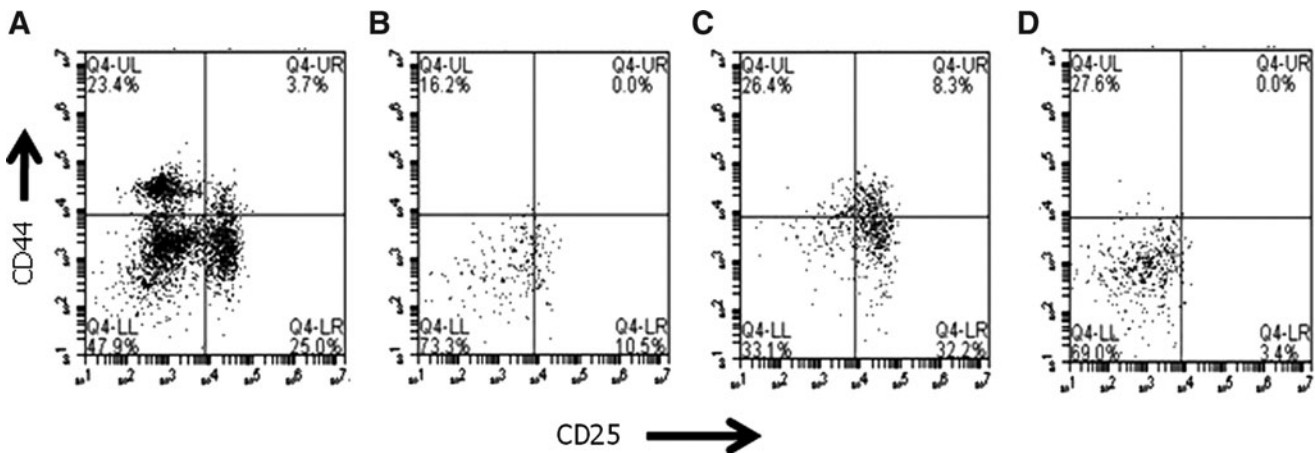 A B C D
Q4-UL Q4-UR
23.4% 3.7%
Q4-LL Q4-LR
47.9% 25.0%
Q4-UL Q4-UR
16.2% 0.0%
Q4-LL Q4-LR
73.3% 10.5%
Q4-UL Q4-UR
26.4% 8.3%
Q4-LL Q4-LR
33.1% 32.2%
Q4-UL Q4-UR
27.6% 0.0%
Q4-LL Q4-LR
69.0% 3.4%
CD44
CD25